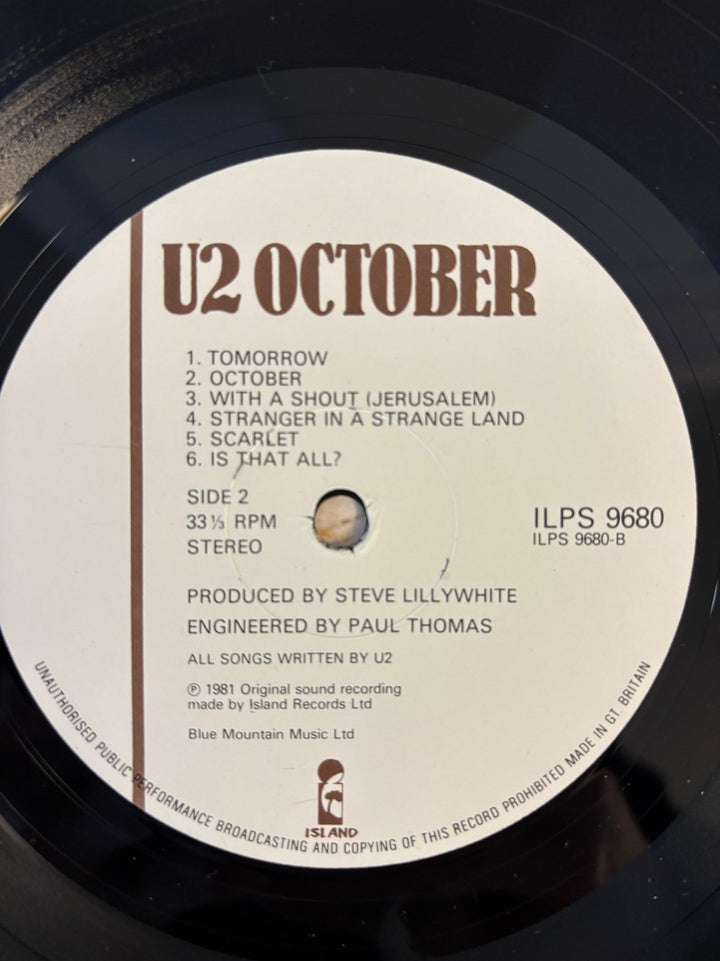 U2 OCTOBER
1. TOMORROW
2. OCTOBER
3. WITH A SHOUT (JERUSALEM)
4. STRANGER IN A STRANGE LAND
5. SCARLET
6. IS THAT ALL?
SIDE 2
33⅓ RPM
STEREO
ILPS 9680
ILPS 9680-B
PRODUCED BY STEVE LILLYWHITE
ENGINEERED BY PAUL THOMAS
ALL SONGS WRITTEN BY U2
℗ 1981 Original sound recording
made by Island Records Ltd
Blue Mountain Music Ltd
ISLAND
UNAUTHORISED PUBLIC PERFORMANCE BROADCASTING AND COPYING OF THIS RECORD PROHIBITED MADE IN GT. BRITAIN